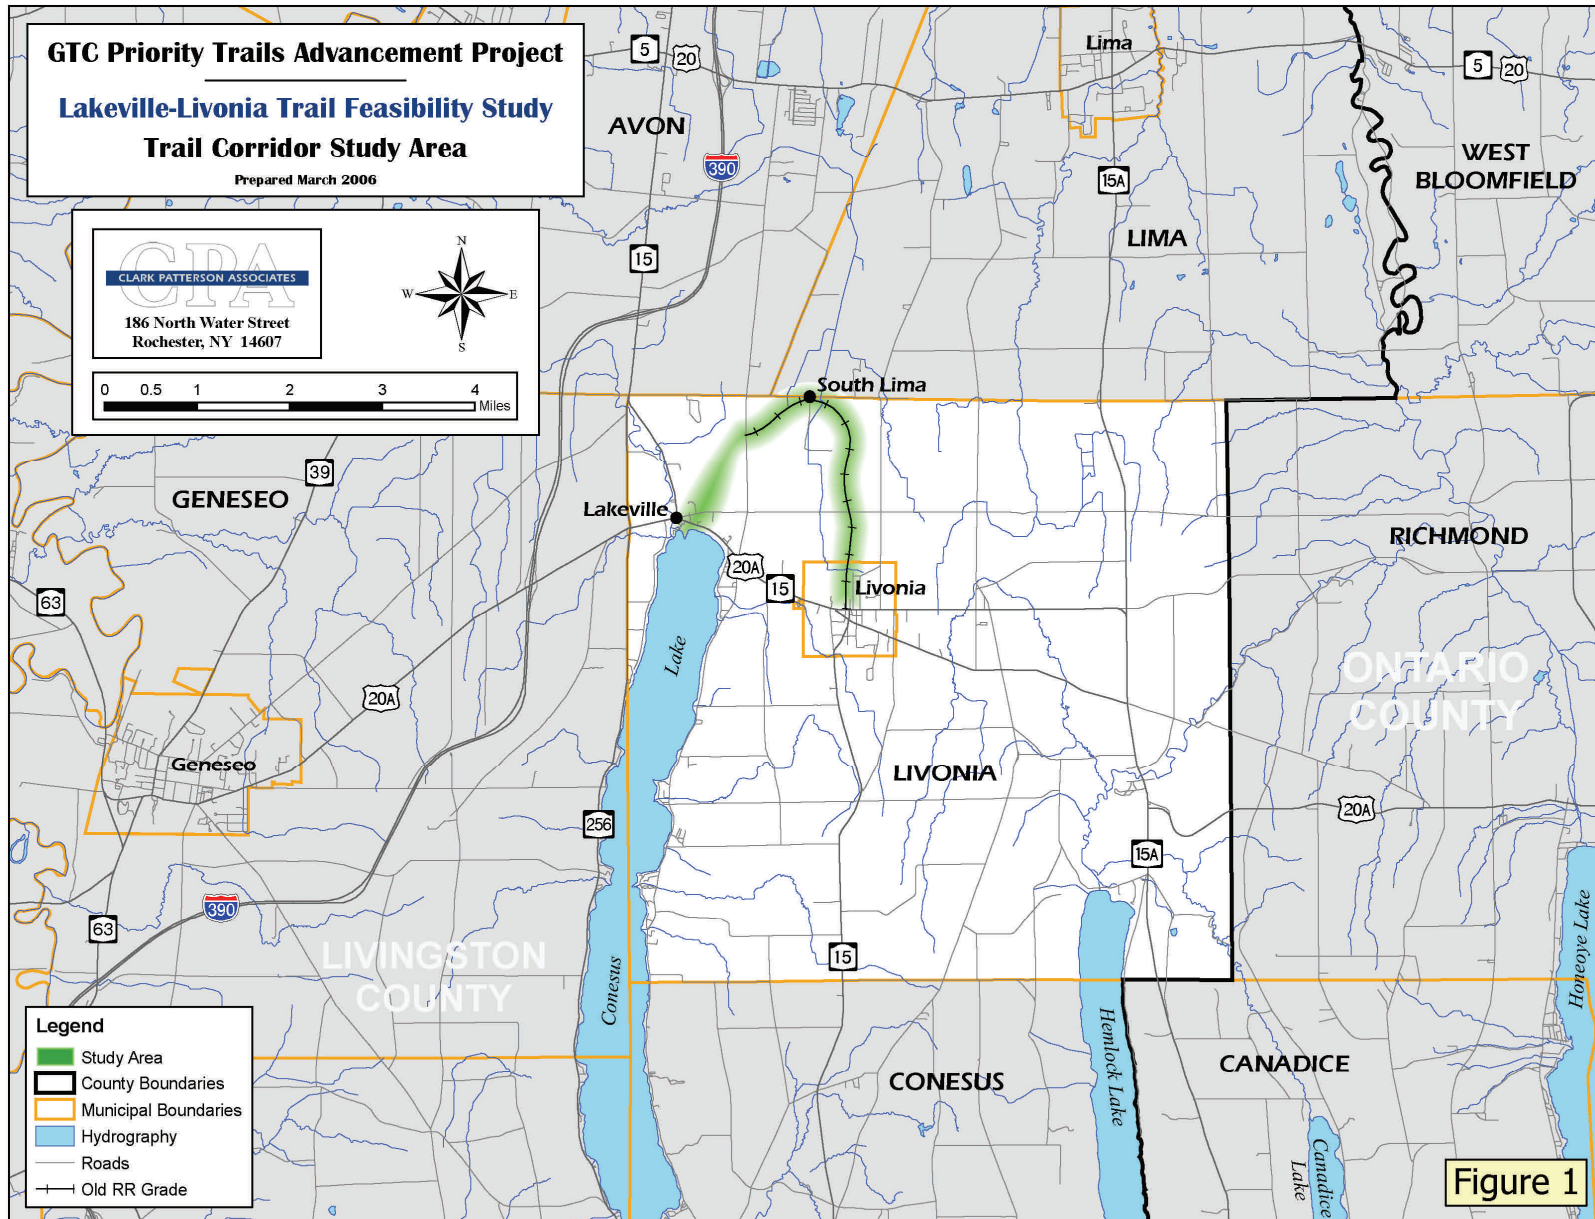 GTC Priority Trails Advancement Project
Lakeville-Livonia Trail Feasibility Study
Trail Corridor Study Area
Prepared March 2006
CPA
CLARK PATTERSON ASSOCIATES
186 North Water Street
Rochester, NY 14607
N
W
E
S
0 0.5 1 2 3 4
Miles
5
20
Lima
5
20
AVON
390
15A
WEST
BLOOMFIELD
LIMA
15
South Lima
39
GENESEO
Lakeville
RICHMOND
20A
15
Livonia
63
Lake
ONTARIO
COUNTY
20A
Geneseo
LIVONIA
256
20A
15A
390
63
LIVINGSTON
COUNTY
15
Conesus
Honeoye Lake
Hemlock Lake
CONESUS
CANADICE
Canadice
Lake
Legend
Study Area
County Boundaries
Municipal Boundaries
Hydrography
Roads
Old RR Grade
Figure 1